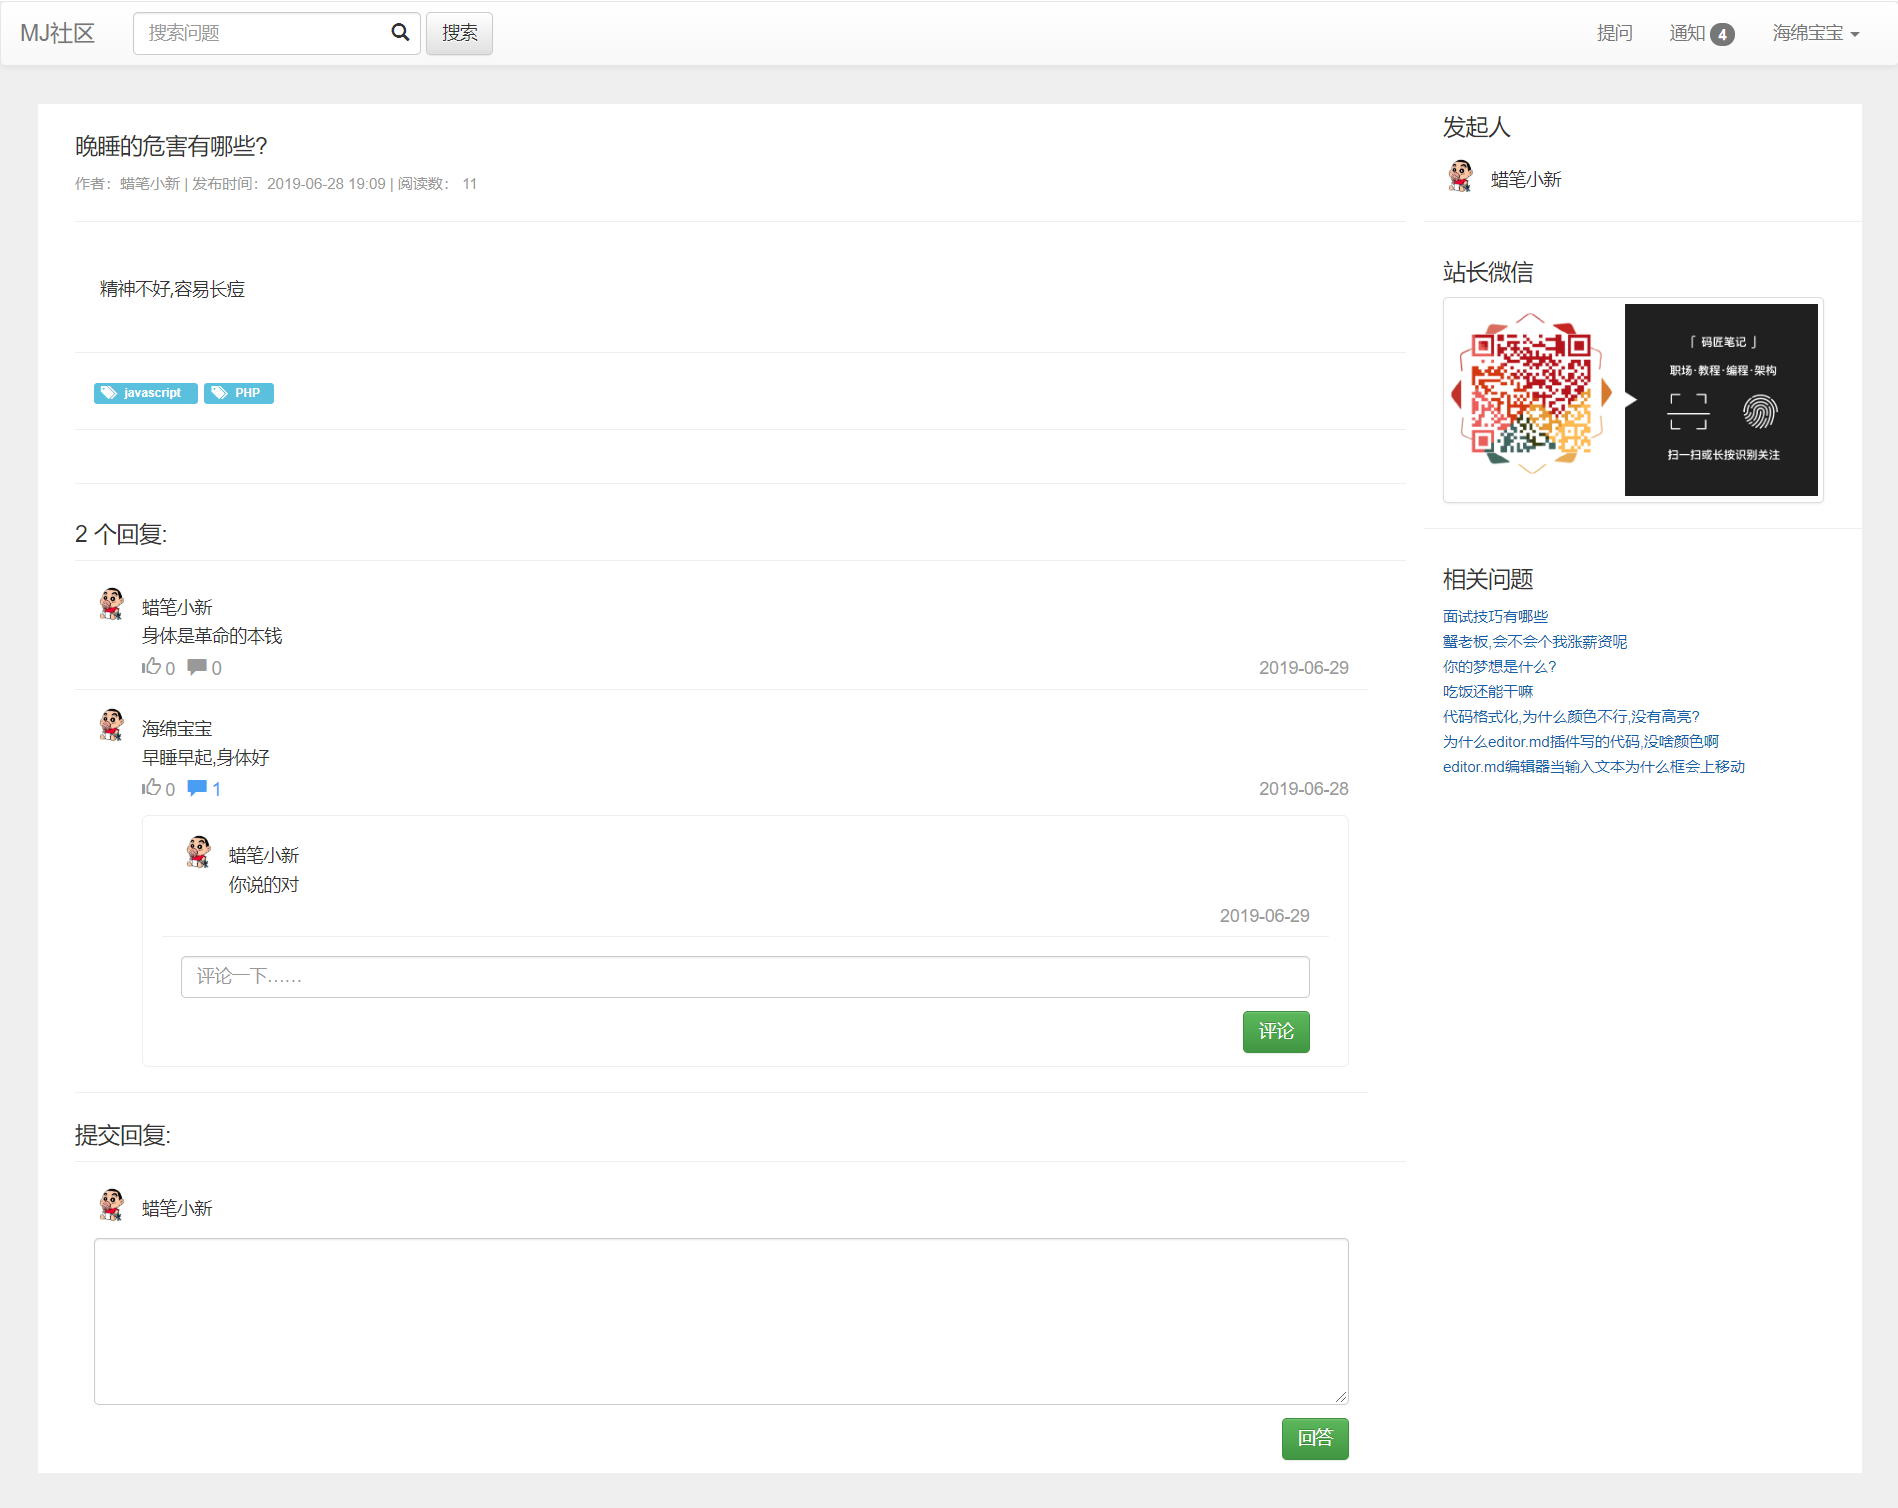 MJ社区 搜索问题 搜索 提问 通知 4 海绵宝宝
晚睡的危害有哪些?
作者：蜡笔小新 | 发布时间：2019-06-28 19:09 | 阅读数： 11
精神不好,容易长痘
javascript PHP
2 个回复:
蜡笔小新
身体是革命的本钱
0 0 2019-06-29
海绵宝宝
早睡早起,身体好
0 1 2019-06-28
蜡笔小新
你说的对
2019-06-29
评论一下……
评论
提交回复:
蜡笔小新
回答
发起人
蜡笔小新
站长微信
「 码匠笔记 」
职场·教程·编程·架构
扫一扫或长按识别关注
相关问题
面试技巧有哪些
蟹老板,会不会个我涨薪资呢
你的梦想是什么?
吃饭还能干嘛
代码格式化,为什么颜色不行,没有高亮?
为什么editor.md插件写的代码,没啥颜色啊
editor.md编辑器当输入文本为什么框会上移动